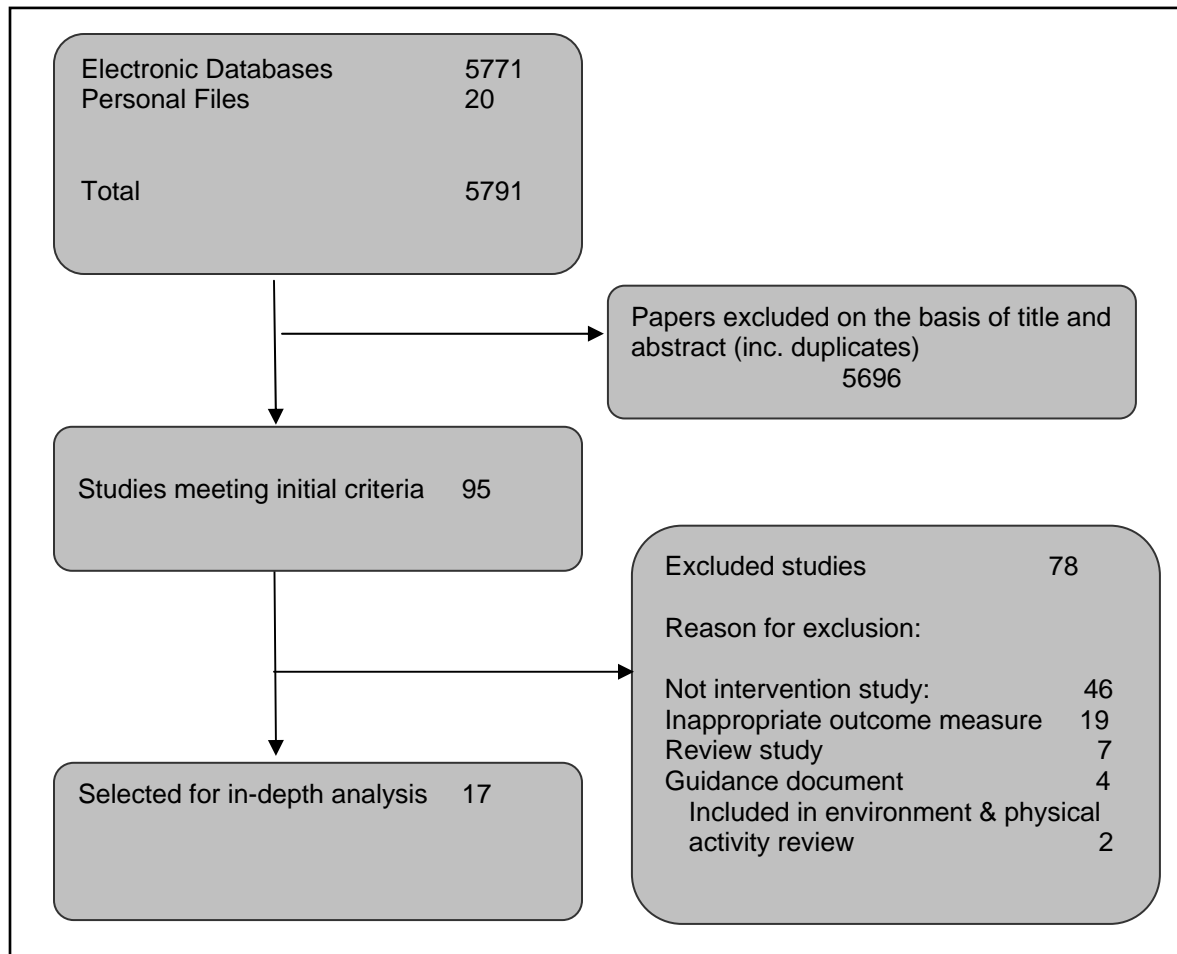 Electronic Databases 5771
Personal Files 20
Total 5791
Papers excluded on the basis of title and
abstract (inc. duplicates)
5696
Studies meeting initial criteria 95
Excluded studies 78
Reason for exclusion:
Not intervention study: 46
Inappropriate outcome measure 19
Review study 7
Guidance document 4
Included in environment & physical
activity review 2
Selected for in-depth analysis 17